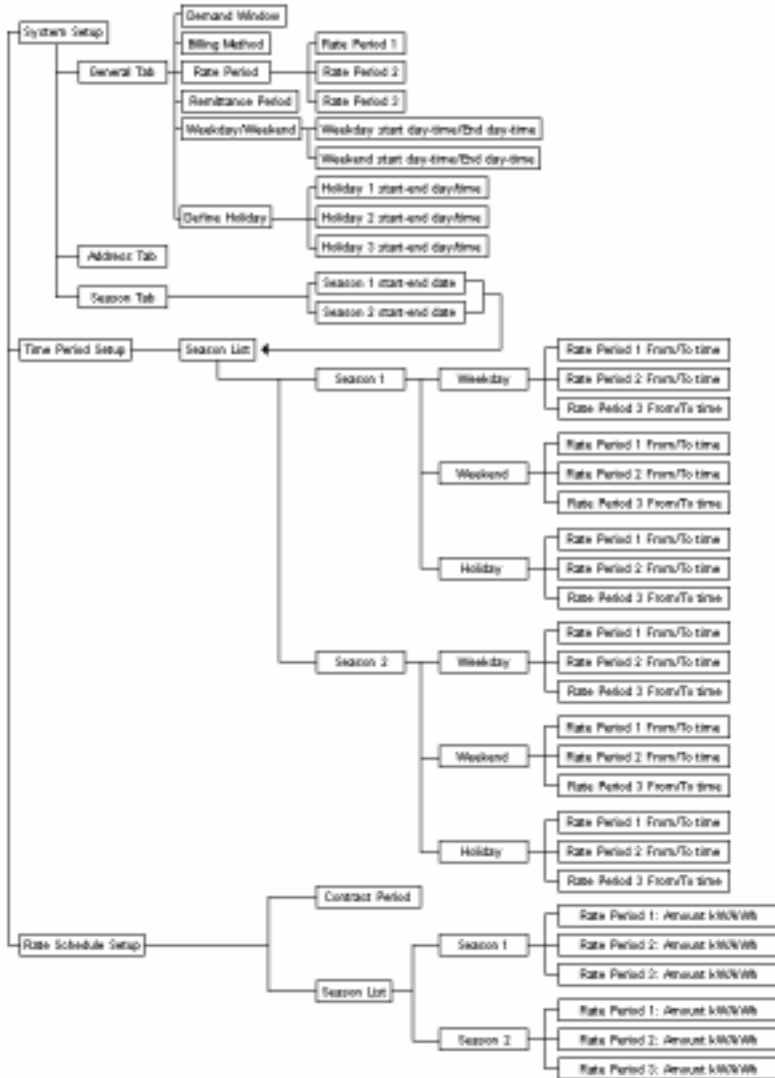 Demand Window
System Setup
Billing Method
Rate Period 1
General Tab
Rate Period
Rate Period 2
Remittance Period
Rate Period 3
Weekday/Weekend
Weekday start day-time/End day-time
Weekend start day-time/End day-time
Holiday 1 start-end day/time
Define Holiday
Holiday 2 start-end day/time
Holiday 3 start-end day/time
Address Tab
Season Tab
Season 1 start-end date
Season 2 start-end date
Time Period Setup
Season List
Season 1
Weekday
Rate Period 1 From/To time
Rate Period 2 From/To time
Rate Period 3 From/To time
Weekend
Rate Period 1 From/To time
Rate Period 2 From/To time
Rate Period 3 From/To time
Holiday
Rate Period 1 From/To time
Rate Period 2 From/To time
Rate Period 3 From/To time
Season 2
Weekday
Rate Period 1 From/To time
Rate Period 2 From/To time
Rate Period 3 From/To time
Weekend
Rate Period 1 From/To time
Rate Period 2 From/To time
Rate Period 3 From/To time
Holiday
Rate Period 1 From/To time
Rate Period 2 From/To time
Rate Period 3 From/To time
Contract Period
Rate Schedule Setup
Season List
Season 1
Rate Period 1: Amount kW/kWh
Rate Period 2: Amount kW/kWh
Rate Period 3: Amount kW/kWh
Season 2
Rate Period 1: Amount kW/kWh
Rate Period 2: Amount kW/kWh
Rate Period 3: Amount kW/kWh